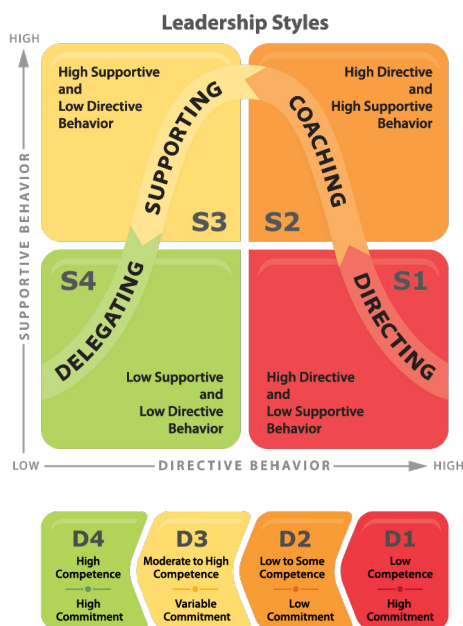 Leadership Styles
HIGH
High Supportive
and
Low Directive
Behavior
High Directive
and
High Supportive
Behavior
SUPPORTING
COACHING
S3
S2
SUPPORTIVE BEHAVIOR
S4
S1
DELEGATING
DIRECTING
Low Supportive
and
Low Directive
Behavior
High Directive
and
Low Supportive
Behavior
LOW
DIRECTIVE BEHAVIOR
HIGH
D4
High
Competence
High
Commitment
D3
Moderate to High
Competence
Variable
Commitment
D2
Low to Some
Competence
Low
Commitment
D1
Low
Competence
High
Commitment